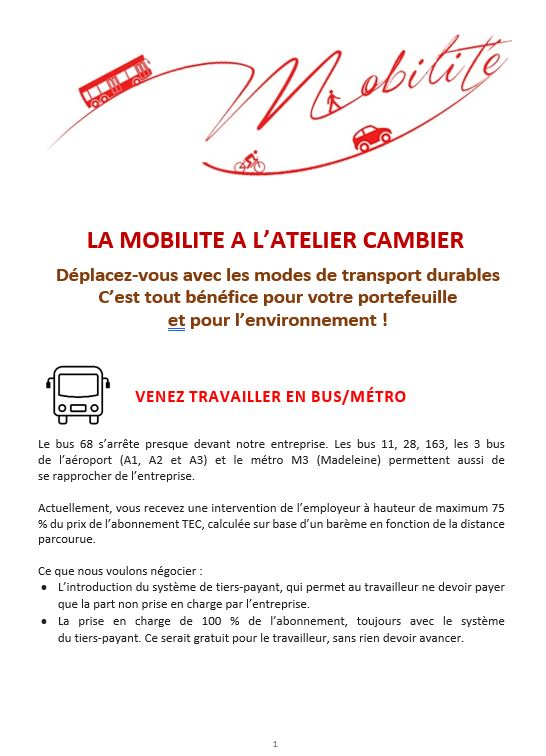 Mobilité
LA MOBILITE A L’ATELIER CAMBIER
Déplacez-vous avec les modes de transport durables
C’est tout bénéfice pour votre portefeuille
et pour l’environnement !
VENEZ TRAVAILLER EN BUS/MÉTRO
Le bus 68 s’arrête presque devant notre entreprise. Les bus 11, 28, 163, les 3 bus
de l’aéroport (A1, A2 et A3) et le métro M3 (Madeleine) permettent aussi de
se rapprocher de l’entreprise.
Actuellement, vous recevez une intervention de l’employeur à hauteur de maximum 75
% du prix de l’abonnement TEC, calculée sur base d’un barème en fonction de la distance
parcourue.
Ce que nous voulons négocier :
• L’introduction du système de tiers-payant, qui permet au travailleur ne devoir payer
que la part non prise en charge par l’entreprise.
• La prise en charge de 100 % de l’abonnement, toujours avec le système
du tiers-payant. Ce serait gratuit pour le travailleur, sans rien devoir avancer.
1